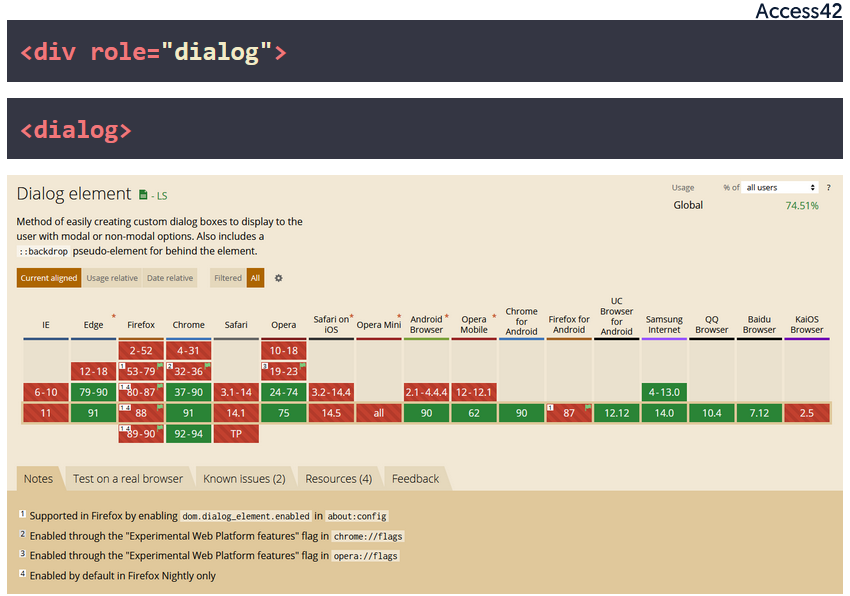 Access42
<div role="dialog">
<dialog>
Dialog element - LS
Usage % of all users ?
Global 74.51%
Method of easily creating custom dialog boxes to display to the
user with modal or non-modal options. Also includes a
::backdrop pseudo-element for behind the element.
Current aligned Usage relative Date relative Filtered All
IE Edge * Firefox Chrome Safari Opera Safari on iOS * Opera Mini * Android Browser * Opera Mobile * Chrome for Android Firefox for Android UC Browser for Android Samsung Internet QQ Browser Baidu Browser KaiOS Browser
2-52 4-31 10-18
12-18 1 53-79 2 32-36 3 19-23
6-10 79-90 1 4 80-87 37-90 3.1-14 24-74 3.2-14.4 2.1-4.4.4 12-12.1 4-13.0
11 91 1 4 88 91 14.1 75 14.5 all 90 62 90 1 87 12.12 14.0 10.4 7.12 2.5
1 4 89-90 92-94 TP
Notes Test on a real browser Known issues (2) Resources (4) Feedback
1 Supported in Firefox by enabling dom.dialog_element.enabled in about:config
2 Enabled through the "Experimental Web Platform features" flag in chrome://flags
3 Enabled through the "Experimental Web Platform features" flag in opera://flags
4 Enabled by default in Firefox Nightly only